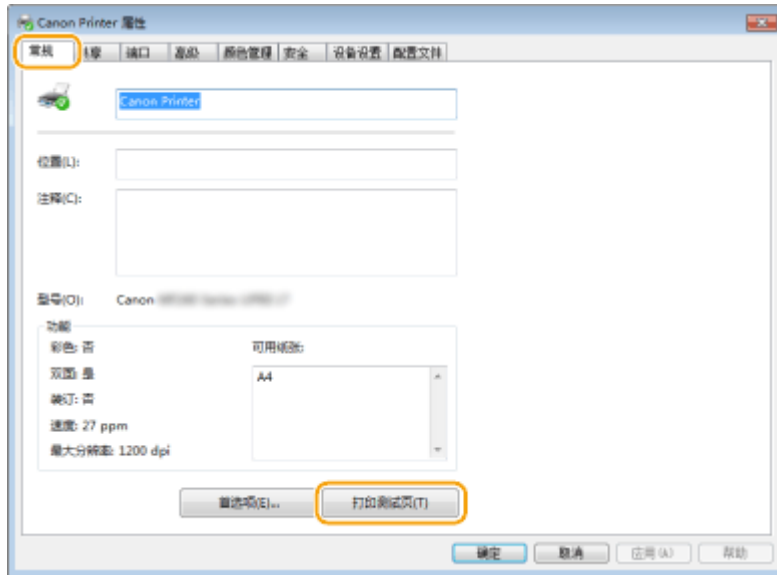 Canon Printer 属性
常规 共享 端口 高级 颜色管理 安全 设备设置 配置文件
Canon Printer
位置(L):
注释(C):
型号(O): Canon
功能
彩色: 否 可用纸张:
双面: 是 A4
装订: 否
速度: 27 ppm
最大分辨率: 1200 dpi
首选项(E)... 打印测试页(T)
确定 取消 应用(A) 帮助